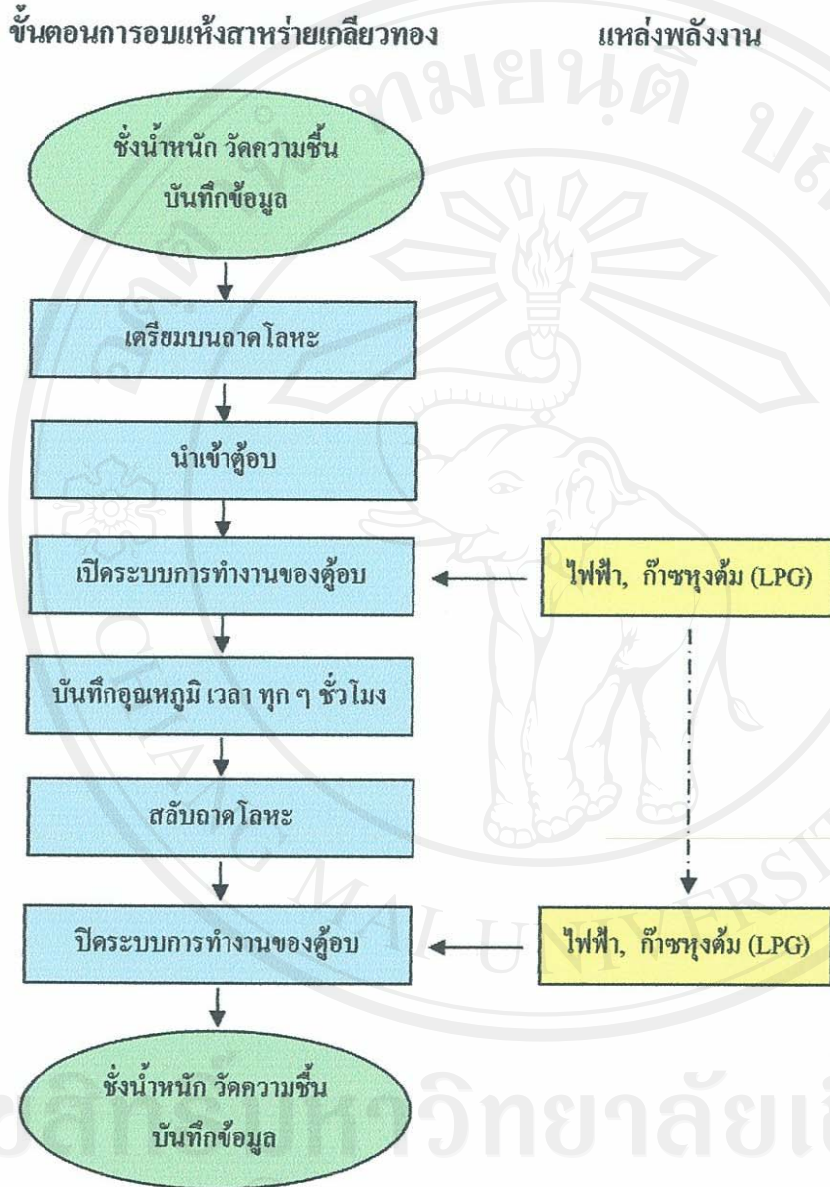 ขั้นตอนการอบแห้งสาหร่ายเกลียวทอง
แหล่งพลังงาน
ชั่งน้ำหนัก วัดความชื้น
บันทึกข้อมูล
เตรียมบนถาดโลหะ
นำเข้าตู้อบ
เปิดระบบการทำงานของตู้อบ
ไฟฟ้า, ก๊าซหุงต้ม (LPG)
บันทึกอุณหภูมิ เวลา ทุก ๆ ชั่วโมง
สลับถาดโลหะ
ปิดระบบการทำงานของตู้อบ
ไฟฟ้า, ก๊าซหุงต้ม (LPG)
ชั่งน้ำหนัก วัดความชื้น
บันทึกข้อมูล
CHIANG MAI UNIVERSIT